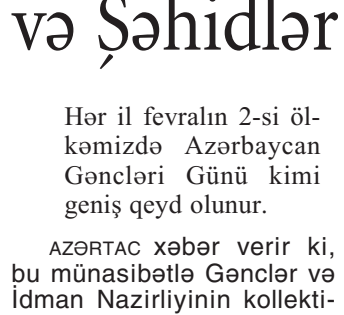 və Şəhidlər
Hər il fevralın 2-si öl-
kəmizdə Azərbaycan
Gəncləri Günü kimi
geniş qeyd olunur.
AZƏRTAC xəbər verir ki,
bu münasibətlə Gənclər və
İdman Nazirliyinin kollekti-